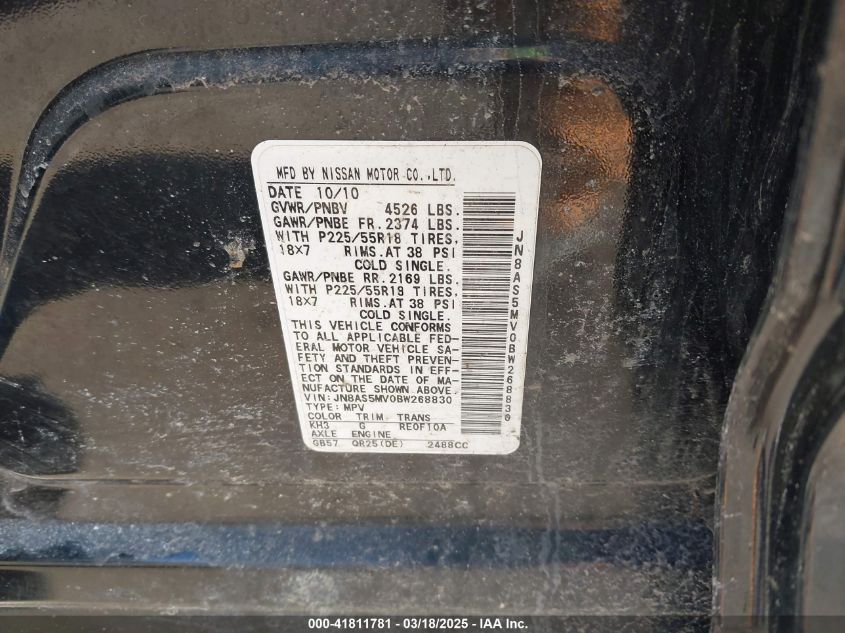 MFD BY NISSAN MOTOR CO.,LTD.
DATE 10/10
GVWR/PNBV 4526 LBS.
GAWR/PNBE FR.2374 LBS.
WITH P225/55R18 TIRES,
18X7 RIMS.AT 38 PSI
COLD SINGLE.
GAWR/PNBE RR.2169 LBS.
WITH P225/55R18 TIRES,
18X7 RIMS.AT 38 PSI
COLD SINGLE.
THIS VEHICLE CONFORMS
TO ALL APPLICABLE FED-
ERAL MOTOR VEHICLE SA-
FETY AND THEFT PREVEN-
TION STANDARDS IN EFF-
ECT ON THE DATE OF MA-
NUFACTURE SHOWN ABOVE.
VIN:JN8AS5MV0BW268830
TYPE:MPV
COLOR TRIM TRANS
KH3 G RE0F10A
AXLE ENGINE
GB57 QR25(DE) 2488CC
JN8AS5MV0BW268830
000-41811781 - 03/18/2025 - Copyright © IAA, Inc.